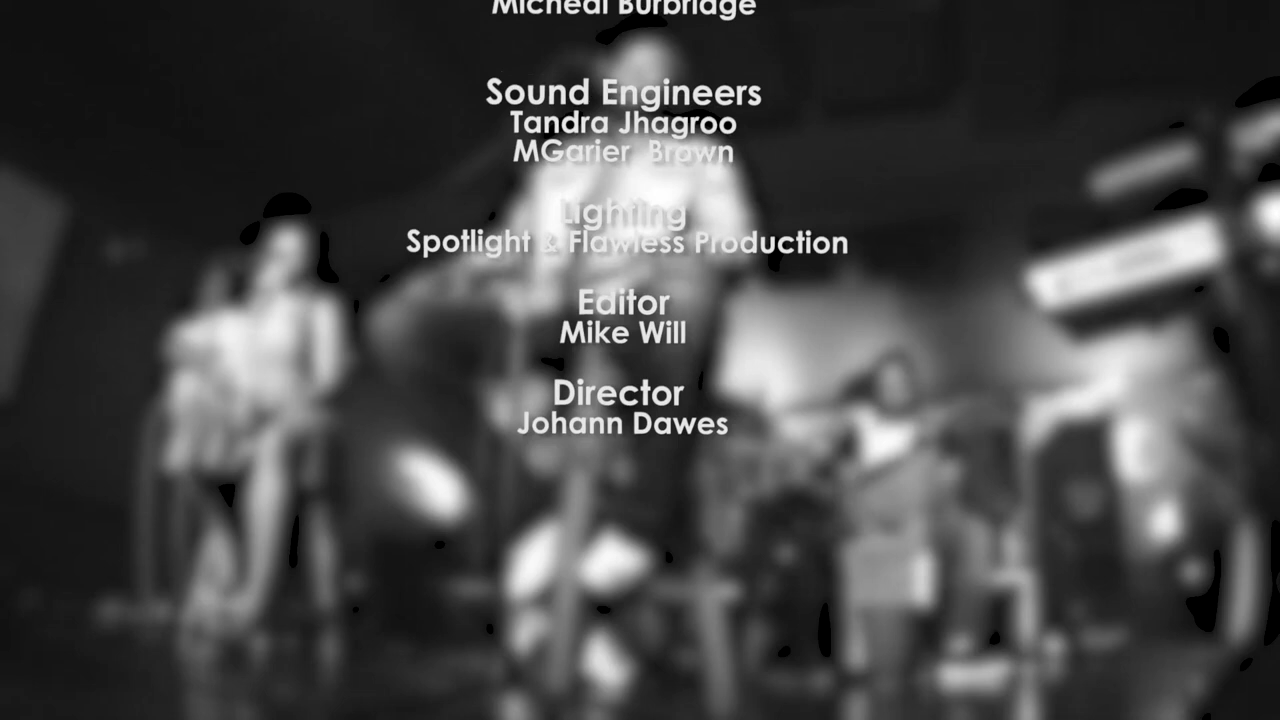 Micheal Burbridge
Sound Engineers
Tandra Jhagroo
MGarier Brown
Lighting
Spotlight & Flawless Production
Editor
Mike Will
Director
Johann Dawes